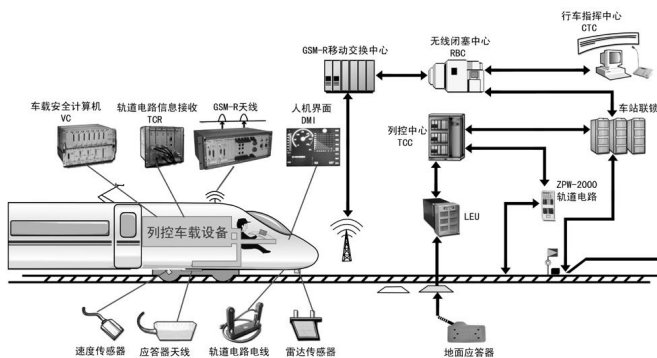 行车指挥中心
CTC
无线闭塞中心
RBC
GSM-R移动交换中心
车载安全计算机
VC
轨道电路信息接收
TCR
GSM-R天线
人机界面
DMI
列控中心
TCC
车站联锁
ZPW-2000
轨道电路
LEU
列控车载设备
速度传感器
应答器天线
轨道电路电线
雷达传感器
地面应答器